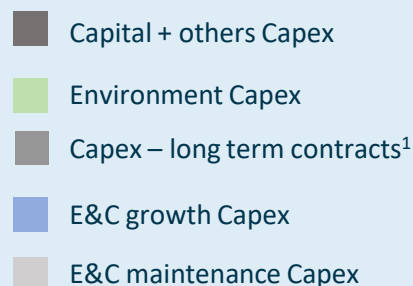 Capital + others Capex
Environment Capex
Capex – long term contracts¹
E&C growth Capex
E&C maintenance Capex